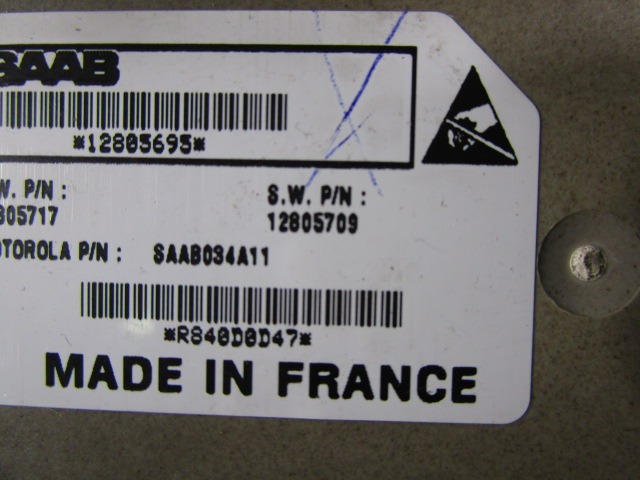 SAAB
*12805695*
W. P/N :
805717
S.W. P/N :
12805709
OTOROLA P/N : SAAB034A11
*R840D0D47*
MADE IN FRANCE